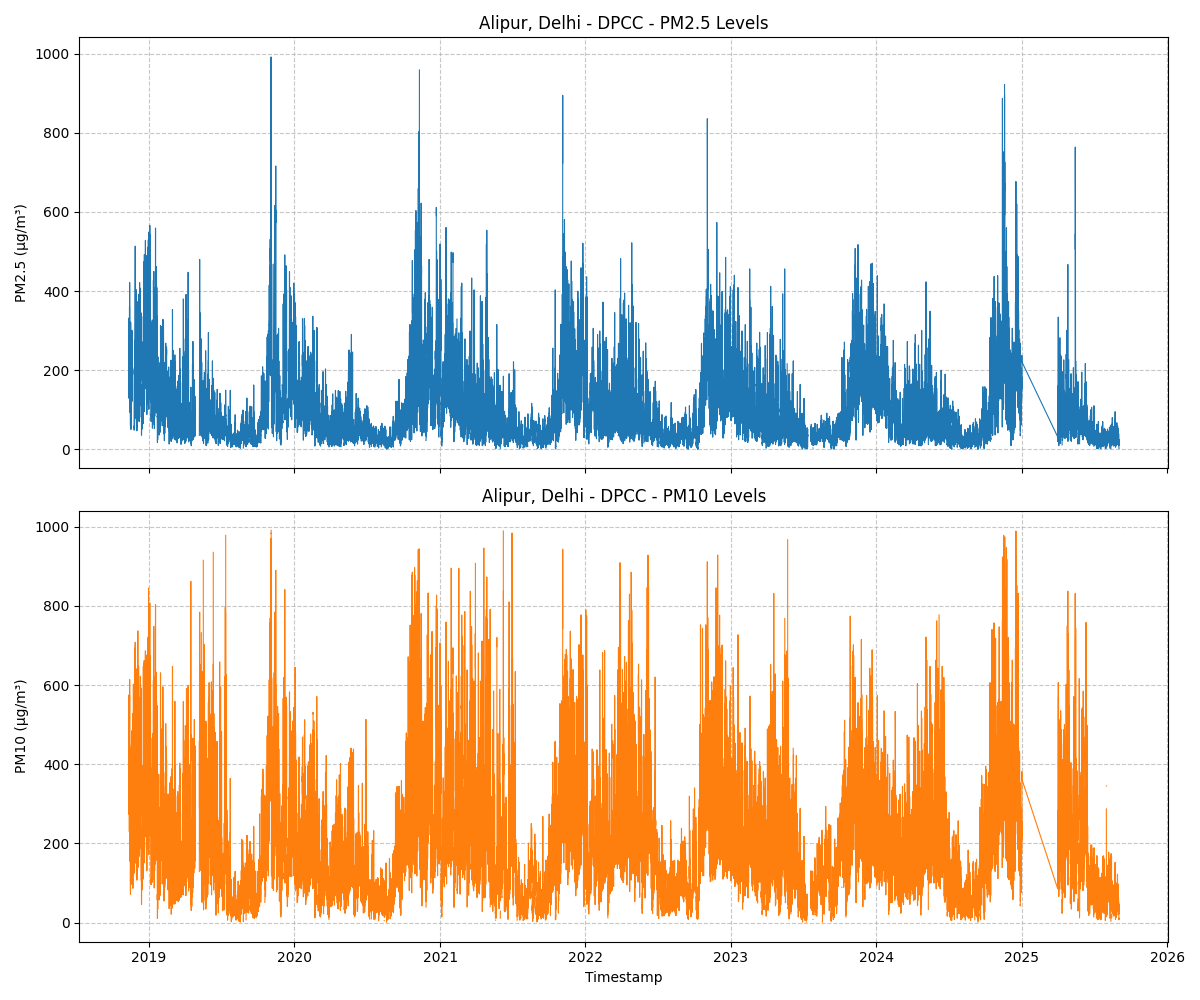 Alipur, Delhi - DPCC - PM2.5 Levels
1000
800
600
400
200
0
PM2.5 (µg/m³)
Alipur, Delhi - DPCC - PM10 Levels
1000
800
600
400
200
0
PM10 (µg/m³)
2019 2020 2021 2022 2023 2024 2025 2026
Timestamp